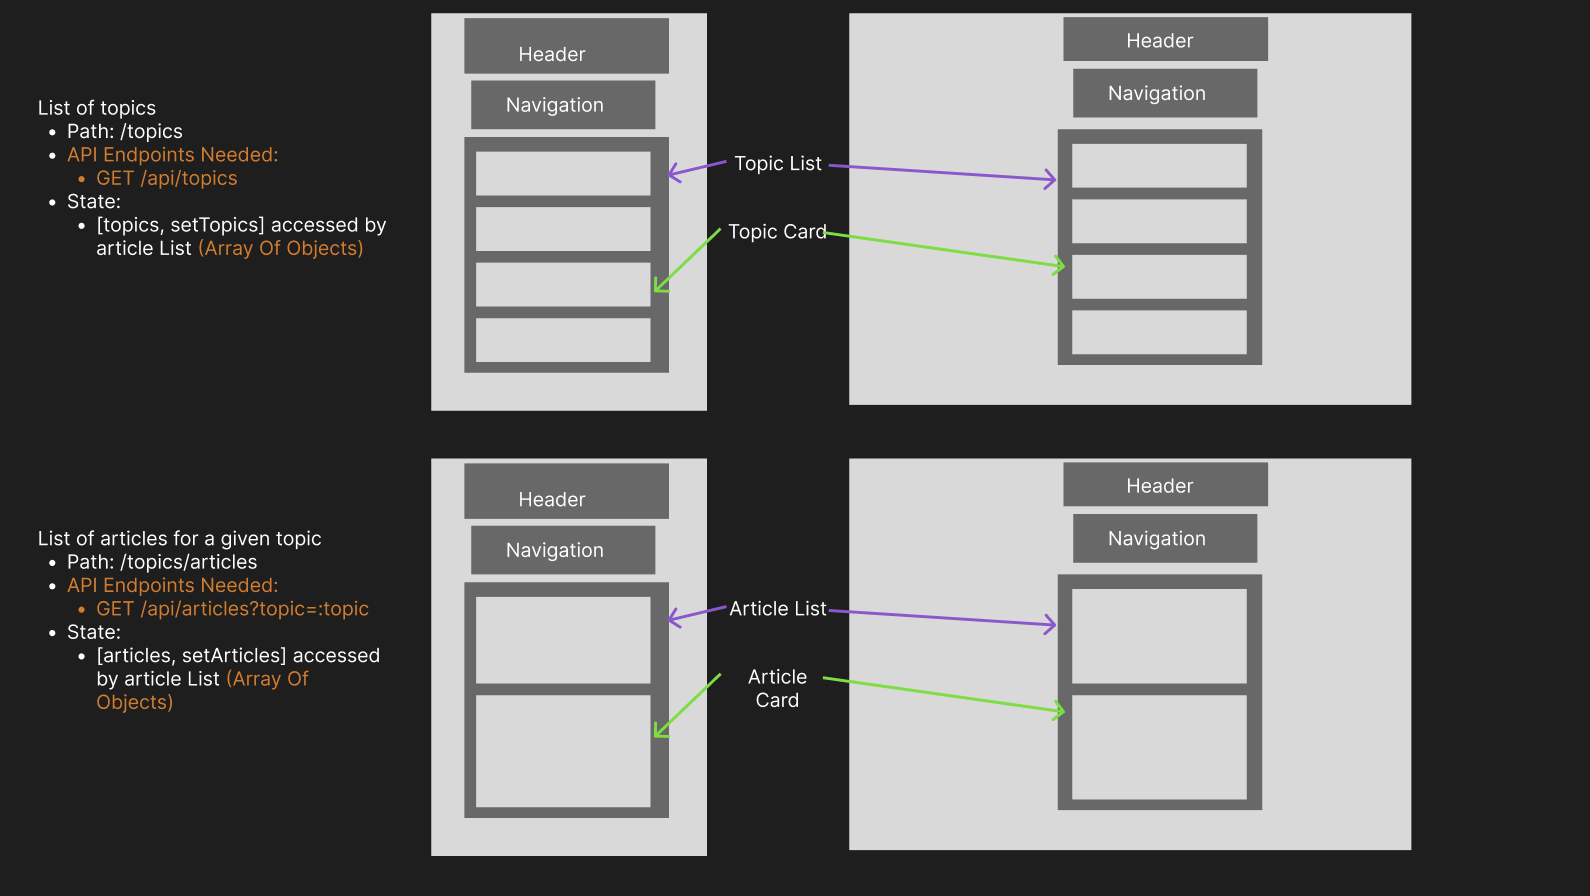 Header
Header
Navigation
Navigation
List of topics
Path: /topics
API Endpoints Needed:
GET /api/topics
State:
[topics, setTopics] accessed by
article List (Array Of Objects)
Topic List
Topic Card
Header
Header
Navigation
Navigation
List of articles for a given topic
Path: /topics/articles
API Endpoints Needed:
GET /api/articles?topic=:topic
State:
[articles, setArticles] accessed
by article List (Array Of
Objects)
Article List
Article
Card